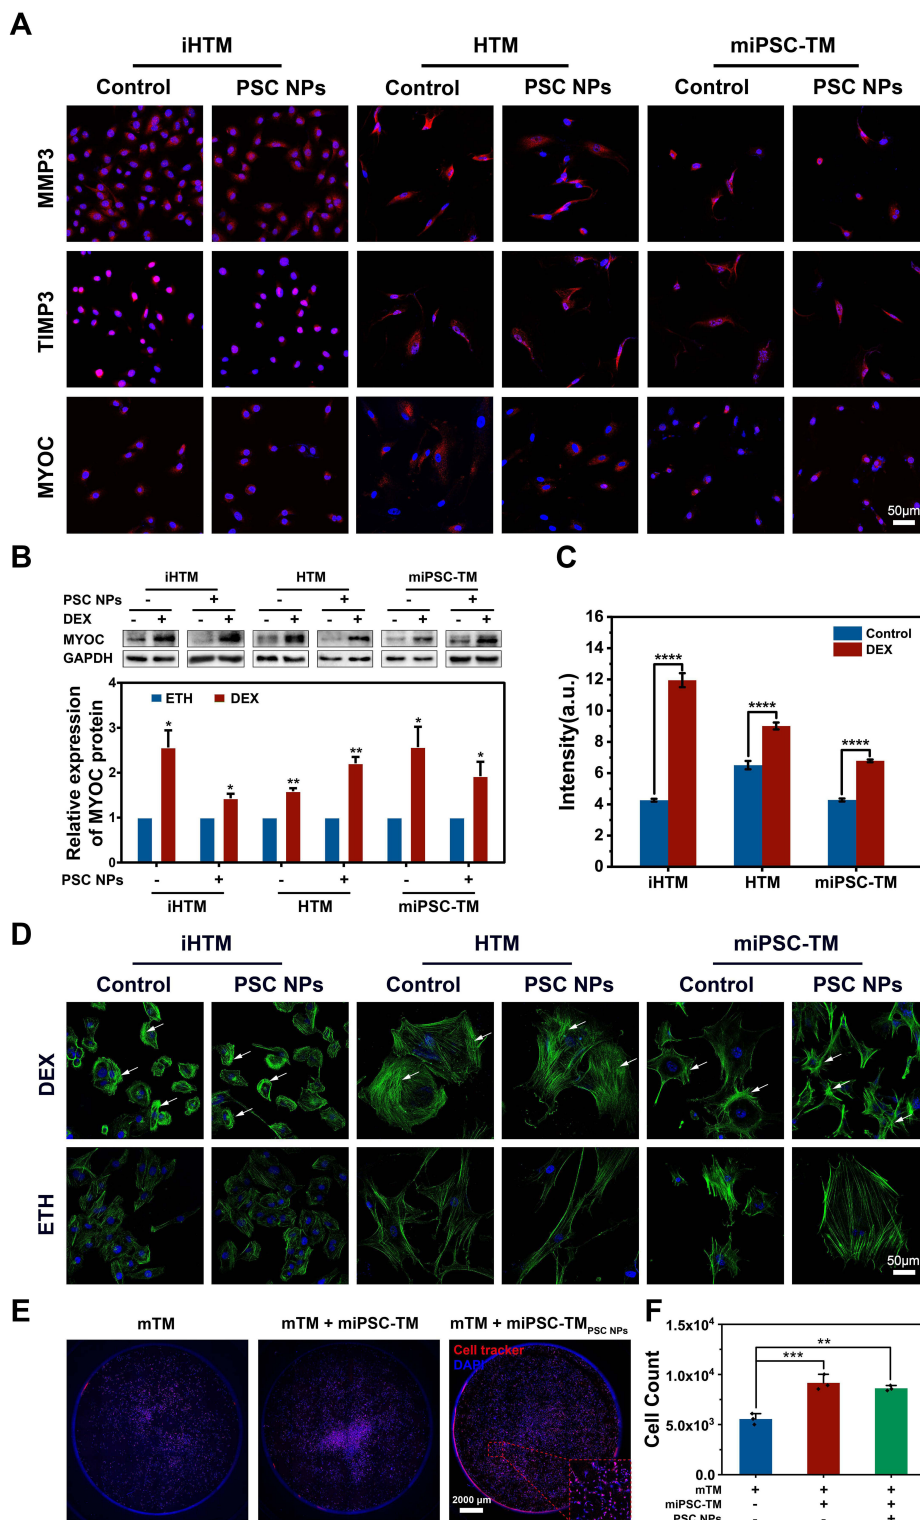 A
iHTM HTM miPSC-TM
Control PSC NPs Control PSC NPs Control PSC NPs
MMP3
TIMP3
MYOC
50μm
B
iHTM HTM miPSC-TM
PSC NPs - + - + - +
DEX - + - + - + - + - + - +
MYOC
GAPDH
Relative expression
of MYOC protein
4
3
2
1
0
ETH DEX
* * ** ** * *
PSC NPs - + - + - +
iHTM HTM miPSC-TM
C
Intensity(a.u.)
16
14
12
10
8
6
4
2
0
Control
DEX
**** **** ****
iHTM HTM miPSC-TM
D
iHTM HTM miPSC-TM
Control PSC NPs Control PSC NPs Control PSC NPs
DEX
ETH
50μm
E
mTM mTM + miPSC-TM mTM + miPSC-TMPSC NPs
Cell tracker
DAPI
2000 μm
F
Cell Count
1.5x10⁴
1.0x10⁴
5.0x10³
0.0
**
***
mTM + + +
miPSC-TM - + +
PSC NPs - - +